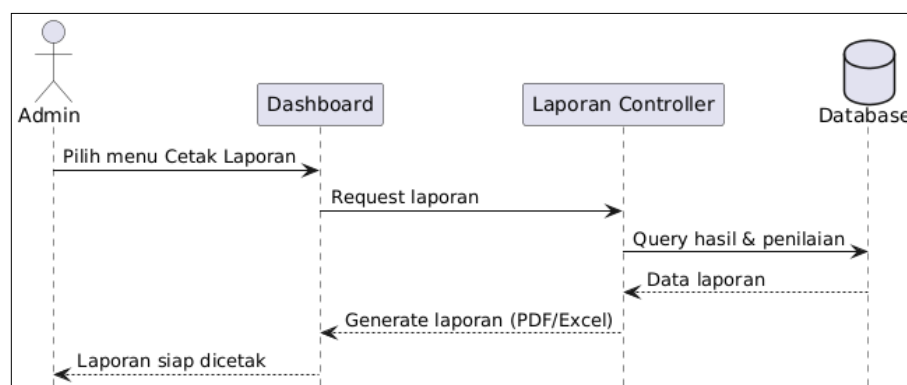 Admin
Dashboard
Laporan Controller
Database
Pilih menu Cetak Laporan
Request laporan
Query hasil & penilaian
Data laporan
Generate laporan (PDF/Excel)
Laporan siap dicetak